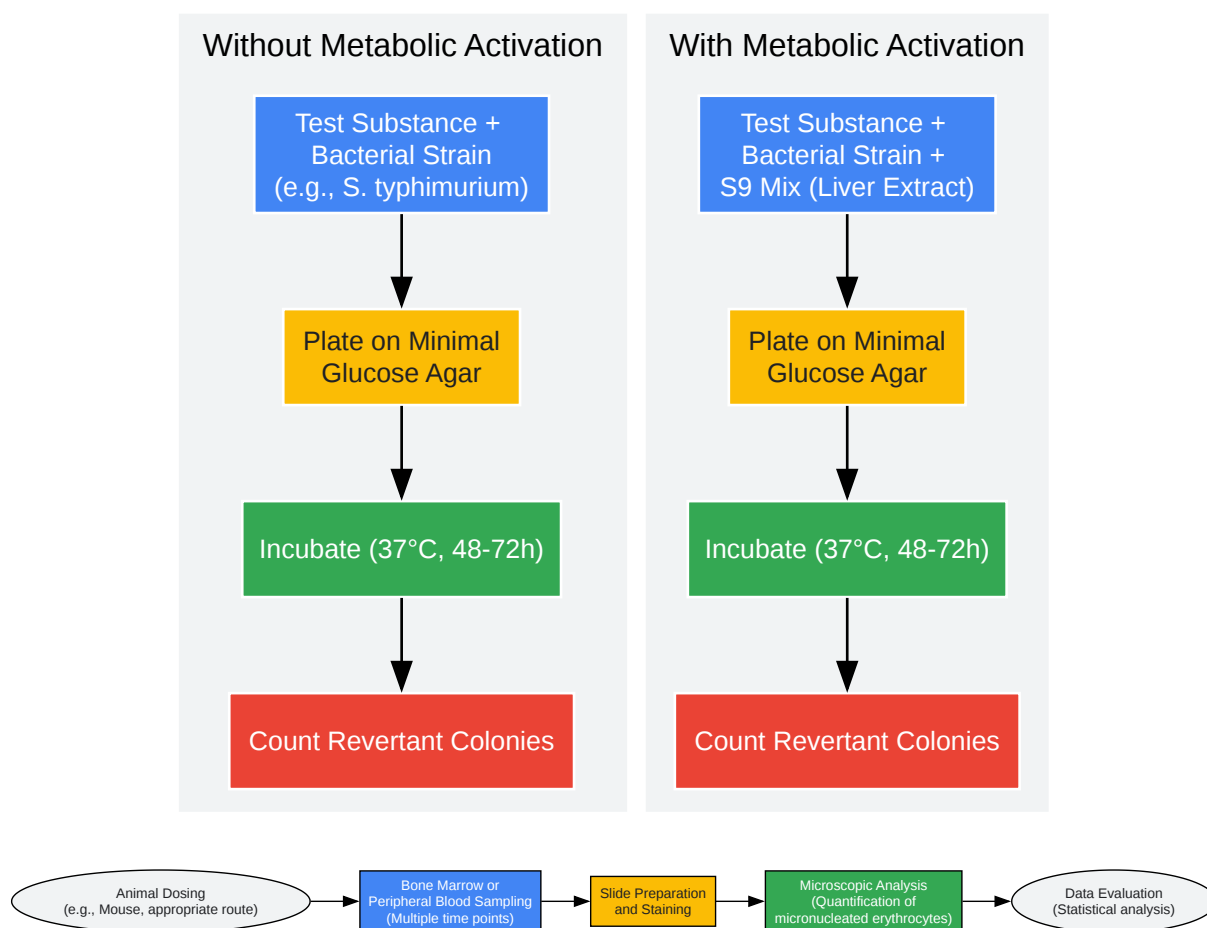 Without Metabolic Activation
Test Substance +
Bacterial Strain
(e.g., S. typhimurium)
Plate on Minimal
Glucose Agar
Incubate (37°C, 48-72h)
Count Revertant Colonies
With Metabolic Activation
Test Substance +
Bacterial Strain +
S9 Mix (Liver Extract)
Plate on Minimal
Glucose Agar
Incubate (37°C, 48-72h)
Count Revertant Colonies
Animal Dosing
(e.g., Mouse, appropriate route)
Bone Marrow or
Peripheral Blood Sampling
(Multiple time points)
Slide Preparation
and Staining
Microscopic Analysis
(Quantification of
micronucleated erythrocytes)
Data Evaluation
(Statistical analysis)